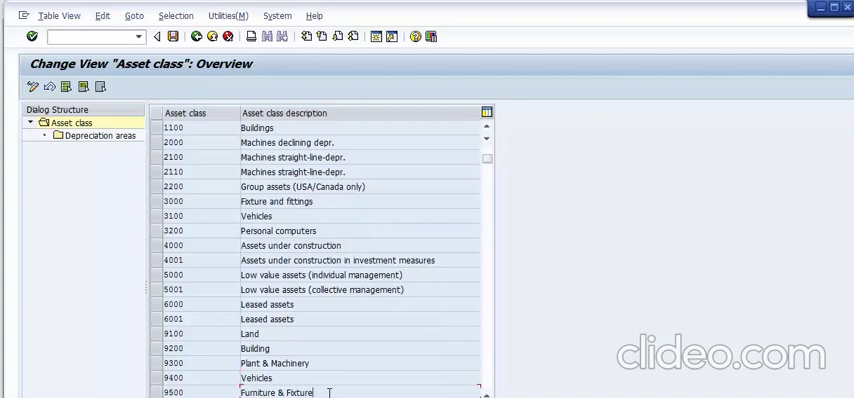 Table View Edit Goto Selection Utilities(M) System Help
Change View "Asset class": Overview
Dialog Structure
Asset class
Depreciation areas
Asset class Asset class description
1100 Buildings
2000 Machines declining depr.
2100 Machines straight-line-depr.
2110 Machines straight-line-depr.
2200 Group assets (USA/Canada only)
3000 Fixture and fittings
3100 Vehicles
3200 Personal computers
4000 Assets under construction
4001 Assets under construction in investment measures
5000 Low value assets (individual management)
5001 Low value assets (collective management)
6000 Leased assets
6001 Leased assets
9100 Land
9200 Building
9300 Plant & Machinery
9400 Vehicles
9500 Furniture & Fixture
clideo.com